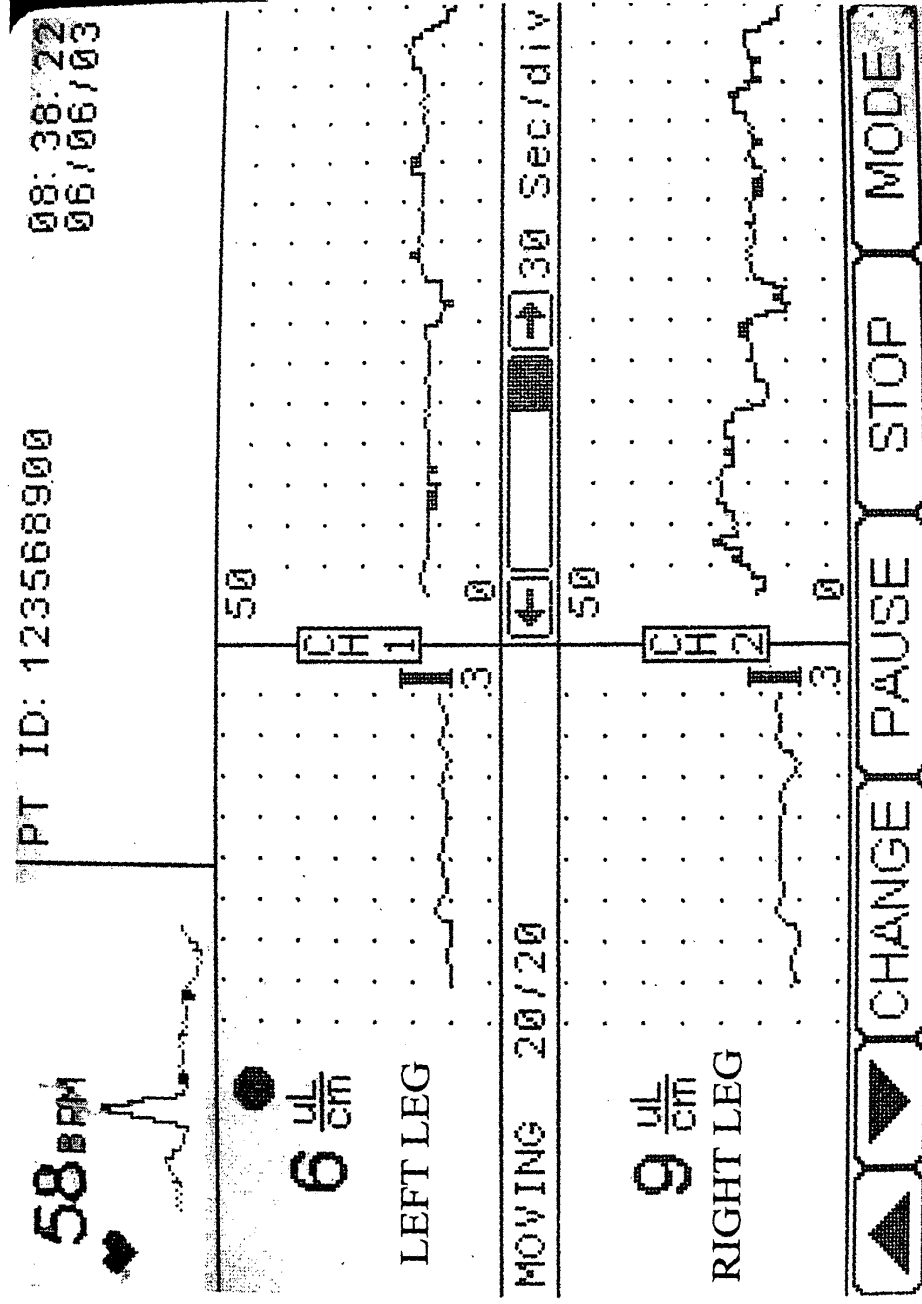 58 BPM
PT ID: 123568900
08:38:22
06/06/03
6 uL/cm
LEFT LEG
3
CH 1
50
0
MOVING 20/20
30 Sec/div
9 uL/cm
RIGHT LEG
3
CH 2
50
0
CHANGE
PAUSE
STOP
MODE